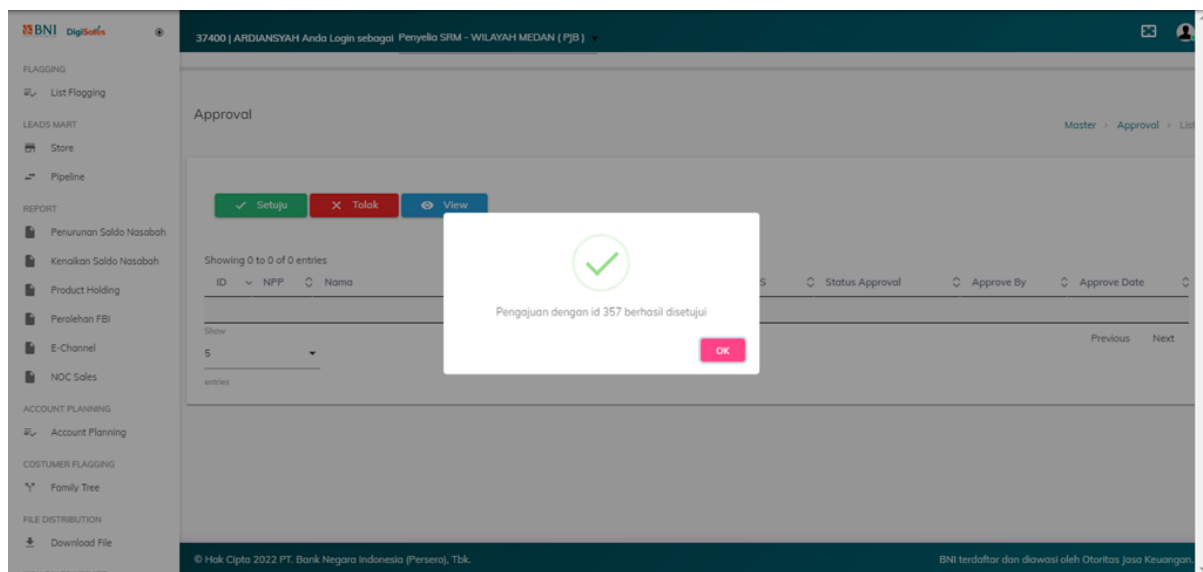 BNI DigiSales
37400 | ARDIANSYAH Anda Login sebagai Penyelia SRM - WILAYAH MEDAN ( PJB )
FLAGGING
List Flagging
LEADS MART
Store
Pipeline
REPORT
Penurunan Saldo Nasabah
Kenaikan Saldo Nasabah
Product Holding
Perolehan FBI
E-Channel
NOC Sales
ACCOUNT PLANNING
Account Planning
COSTUMER FLAGGING
Family Tree
FILE DISTRIBUTION
Download File
Approval
Master > Approval > List
Setuju
Tolak
View
Showing 0 to 0 of 0 entries
ID NPP Nama S Status Approval Approve By Approve Date
Show
5
entries
Previous Next
Pengajuan dengan id 357 berhasil disetujui
OK
© Hak Cipta 2022 PT. Bank Negara Indonesia (Persero), Tbk.
BNI terdaftar dan diawasi oleh Otoritas Jasa Keuangan.